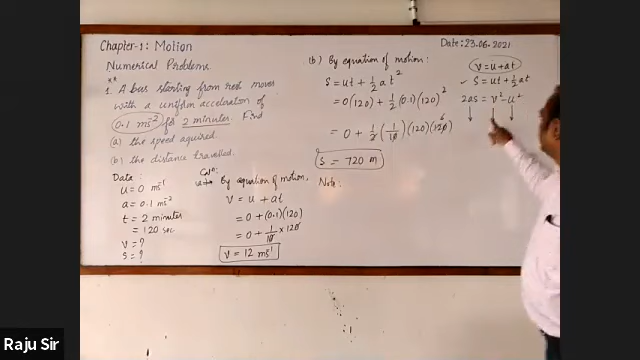 Chapter-1: Motion
Numerical Problems
1. A bus starting from rest moves
with a uniform acceleration of
0.1 ms⁻² for 2 minutes. Find
(a) the speed aquired.
(b) the distance travelled.
Data:
u = 0 ms⁻¹
a = 0.1 ms⁻²
t = 2 minutes
= 120 sec
v = ?
s = ?
By equation of motion,
v = u + at
= 0 + (0.1)(120)
= 0 + 1/10 × 120
v = 12 ms⁻¹
(b) By equation of motion:
s = ut + 1/2 at²
= 0(120) + 1/2 (0.1)(120)²
= 0 + 1/2 (1/10)(120)(120) 6
s = 720 m
Note:
Date: 23.06.2021
v = u + at
s = ut + 1/2 at
2as = v² - u²
Raju Sir